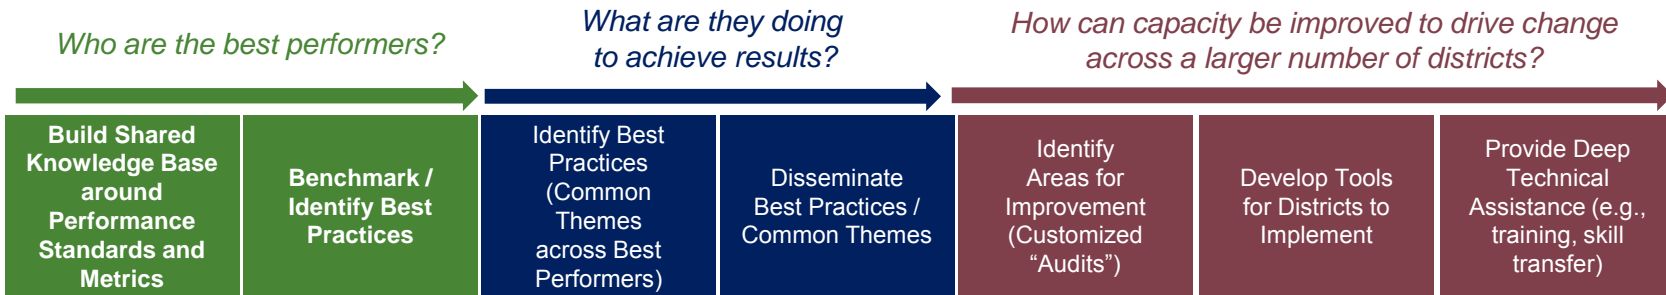 Who are the best performers?
What are they doing
to achieve results?
How can capacity be improved to drive change
across a larger number of districts?
Build Shared
Knowledge Base
around
Performance
Standards and
Metrics
Benchmark /
Identify Best
Practices
Identify Best
Practices
(Common
Themes
across Best
Performers)
Disseminate
Best Practices /
Common Themes
Identify
Areas for
Improvement
(Customized
“Audits”)
Develop Tools
for Districts to
Implement
Provide Deep
Technical
Assistance (e.g.,
training, skill
transfer)